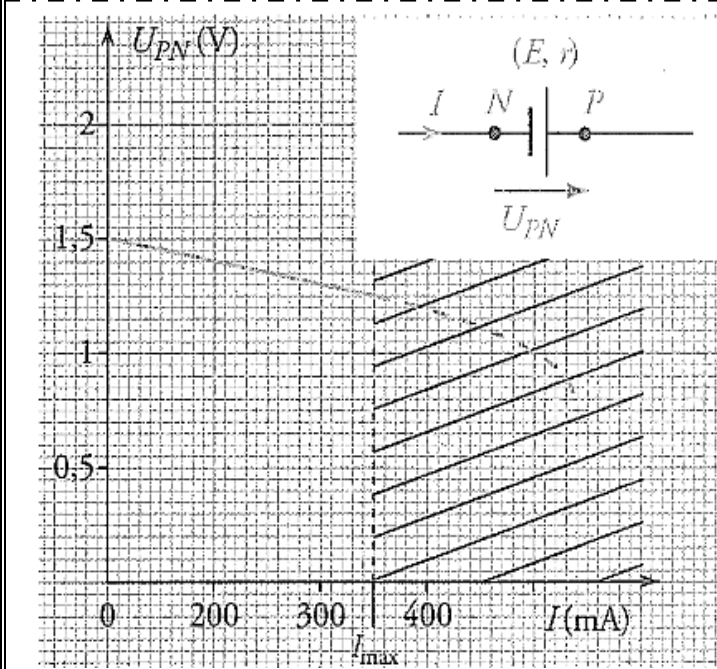 U_PN (V)
(E, r)
I N P
U_PN
2
1,5
1
0,5
0 200 300 400 I (mA)
I_max